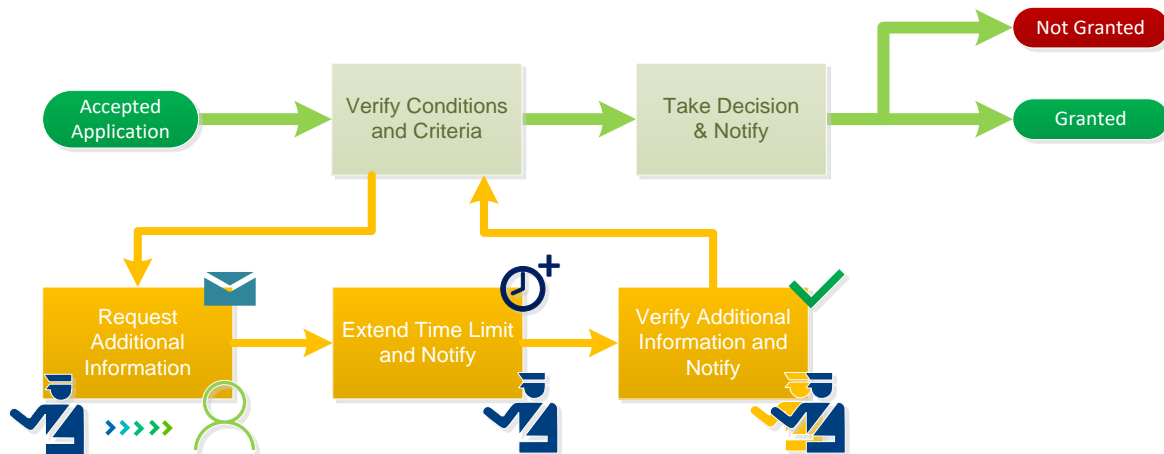 Not Granted
Accepted
Application
Verify Conditions
and Criteria
Take Decision
& Notify
Granted
Request
Additional
Information
Extend Time Limit
and Notify
Verify Additional
Information and
Notify